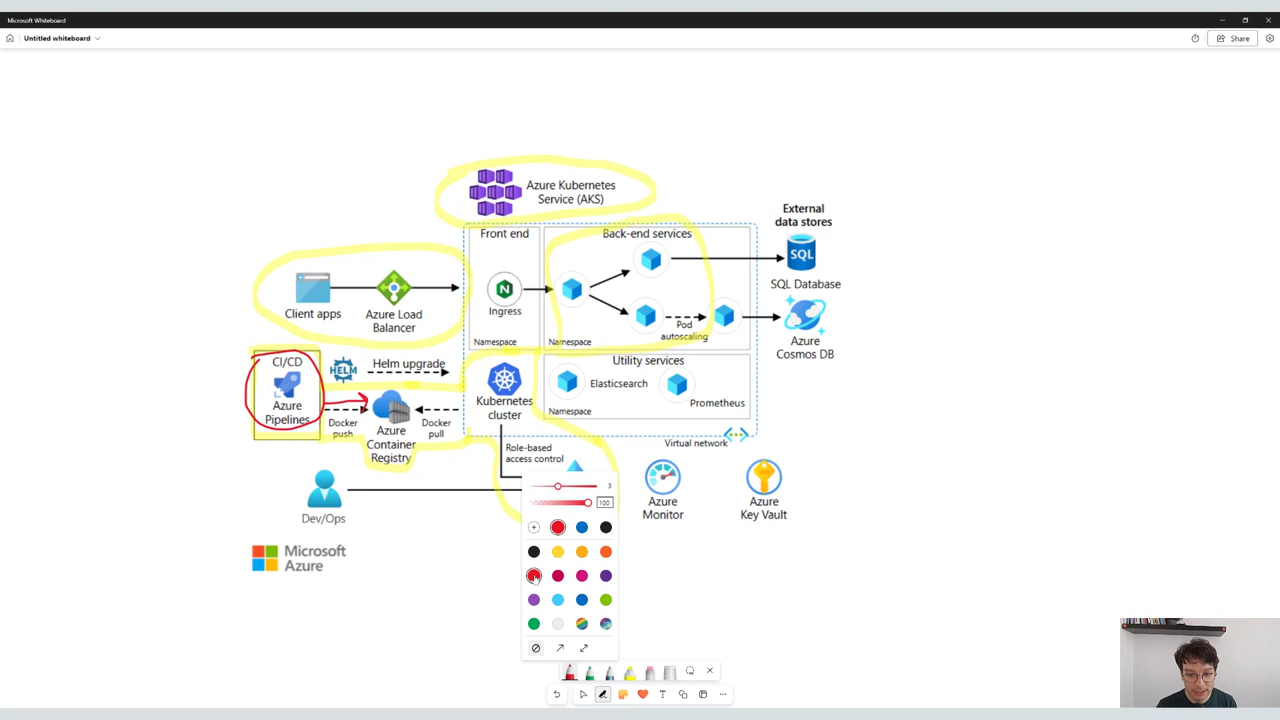 Microsoft Whiteboard
Untitled whiteboard
Share
Azure Kubernetes
Service (AKS)
External
data stores
Front end
Back-end services
SQL
SQL Database
Client apps
Azure Load
Balancer
Ingress
Pod
autoscaling
Namespace
Namespace
Azure
Cosmos DB
CI/CD
Azure
Pipelines
HELM
Helm upgrade
Docker
push
Azure
Container
Registry
Docker
pull
Kubernetes
cluster
Utility services
Elasticsearch
Prometheus
Namespace
Virtual network
Role-based
access control
Dev/Ops
Azure
Monitor
Azure
Key Vault
Microsoft
Azure
3
100